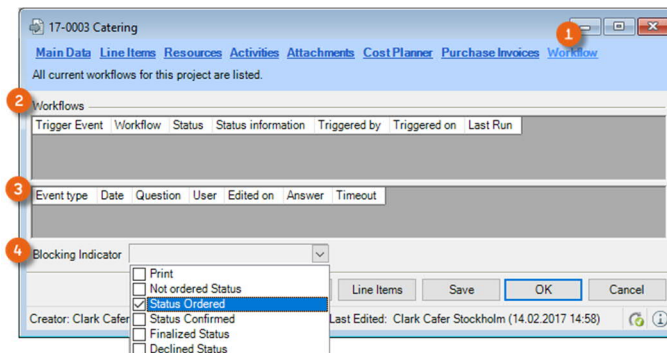 17-0003 Catering
1
Main Data Line Items Resources Activities Attachments Cost Planner Purchase Invoices Workflow
All current workflows for this project are listed.
2
Workflows
Trigger Event Workflow Status Status information Triggered by Triggered on Last Run
3
Event type Date Question User Edited on Answer Timeout
4
Blocking Indicator
Print
Not ordered Status
Status Ordered
Status Confirmed
Finalized Status
Declined Status
Line Items Save OK Cancel
Creator: Clark Cafer
Last Edited: Clark Cafer Stockholm (14.02.2017 14:58)